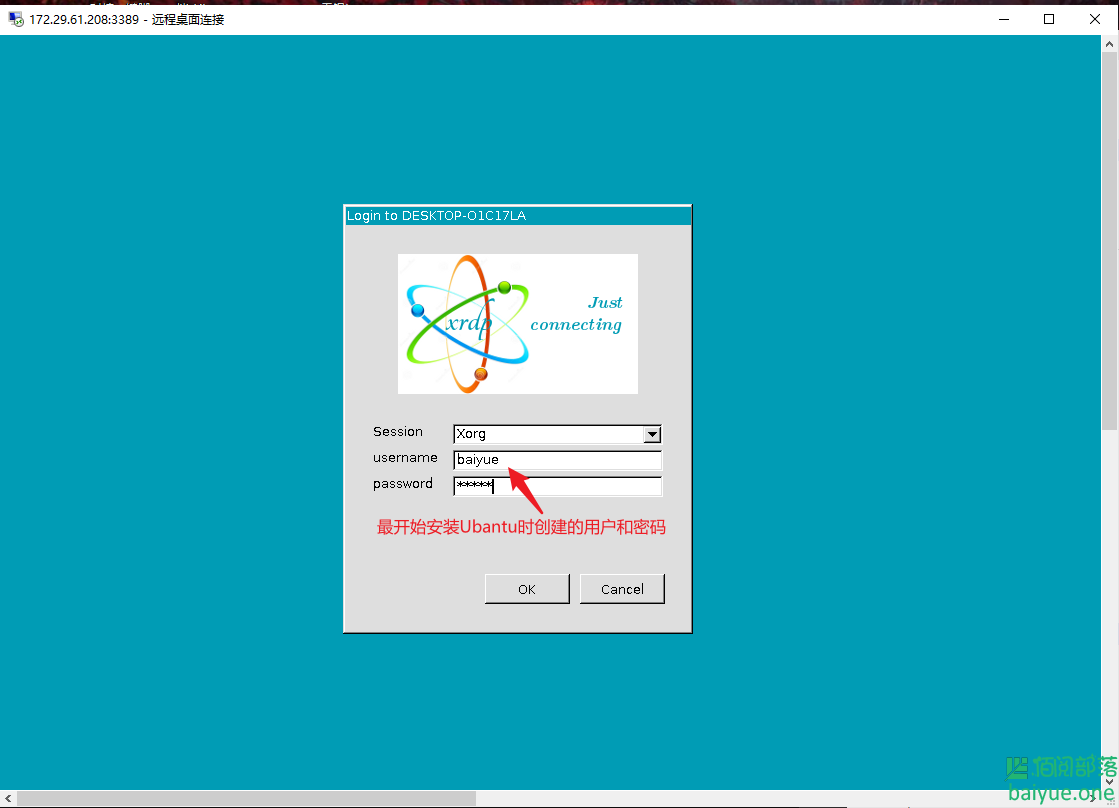 172.29.61.208:3389 - 远程桌面连接
Login to DESKTOP-O1C17LA
xrdp
Just
connecting
Session
Xorg
username
baiyue
password
*****
最开始安装Ubantu时创建的用户和密码
OK
Cancel
佰阅部落
baiyue.one